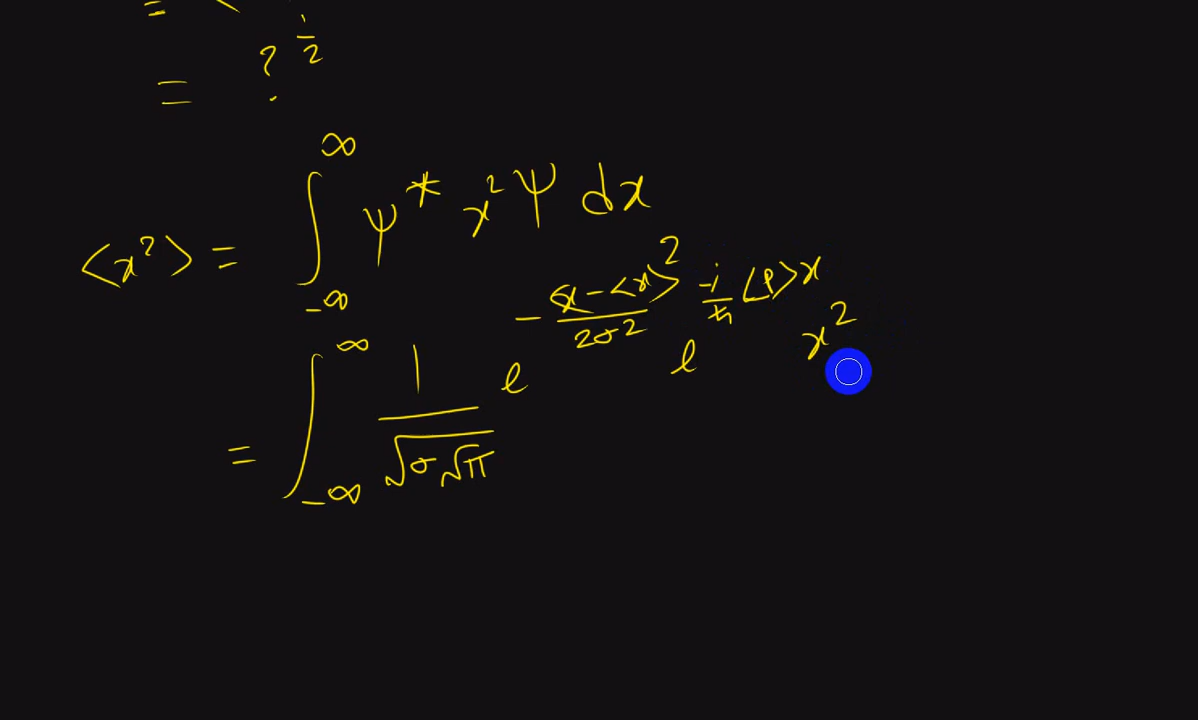 =
= ?^{1/2}
⟨x²⟩ = ∫_{-∞}^{∞} ψ* x² ψ dx
= ∫_{-∞}^{∞} 1/√(σ√π) e^{-(x-⟨x⟩)²/2σ²} e^{-i/ħ ⟨p⟩x} x²